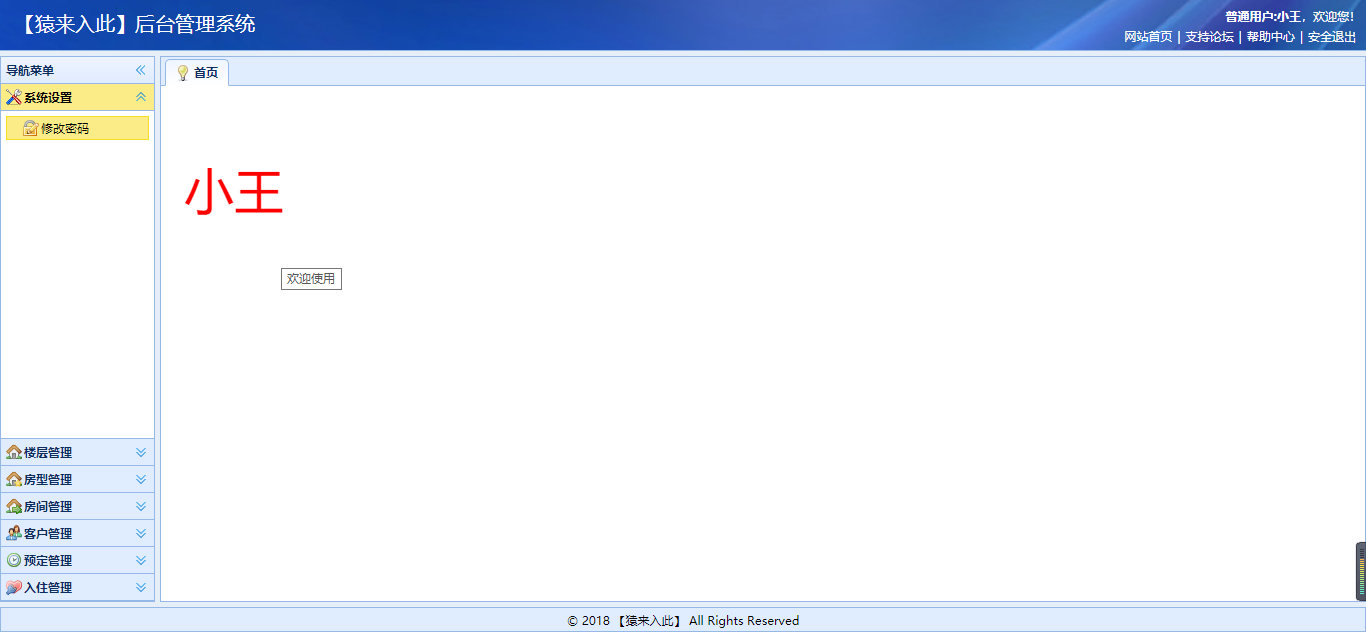 【猿来入此】后台管理系统
普通用户:小王，欢迎您!
网站首页 | 支持论坛 | 帮助中心 | 安全退出
导航菜单
首页
系统设置
修改密码
小王
欢迎使用
楼层管理
房型管理
房间管理
客户管理
预定管理
入住管理
© 2018 【猿来入此】 All Rights Reserved